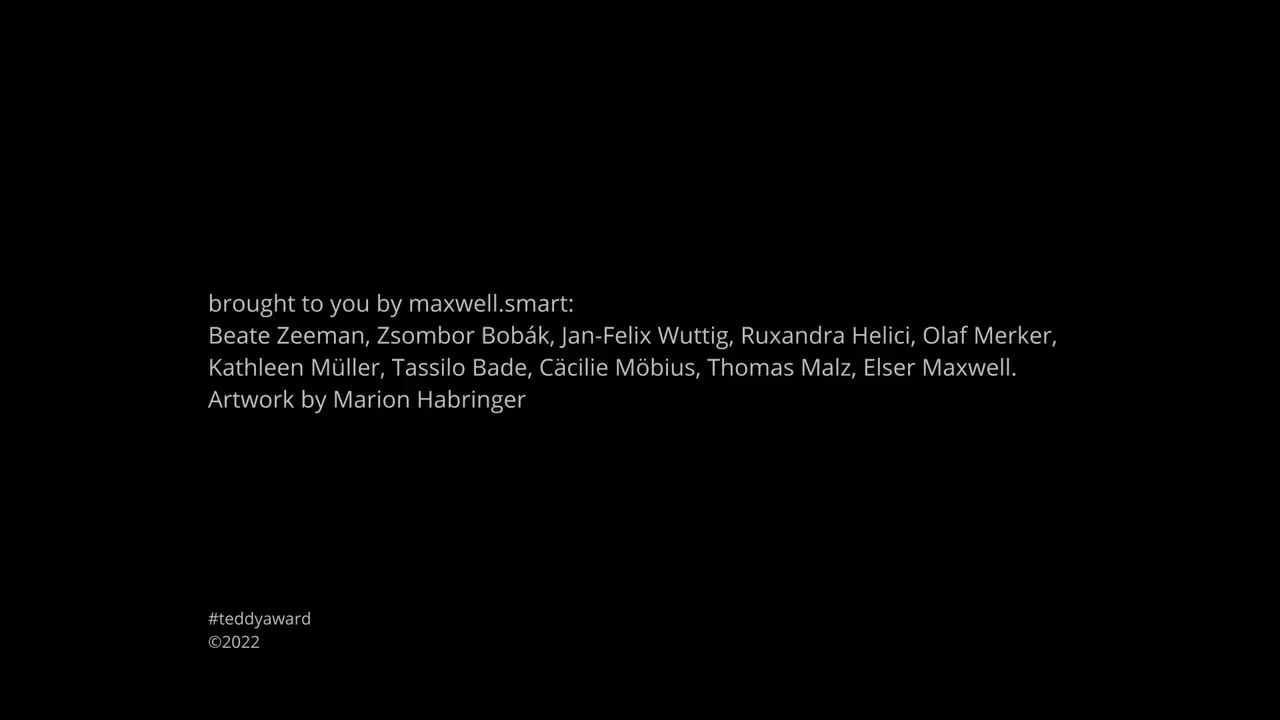 brought to you by maxwell.smart:
Beate Zeeman, Zsombor Bobák, Jan-Felix Wuttig, Ruxandra Helici, Olaf Merker,
Kathleen Müller, Tassilo Bade, Cäcilie Möbius, Thomas Malz, Elser Maxwell.
Artwork by Marion Habringer
#teddyaward
©2022